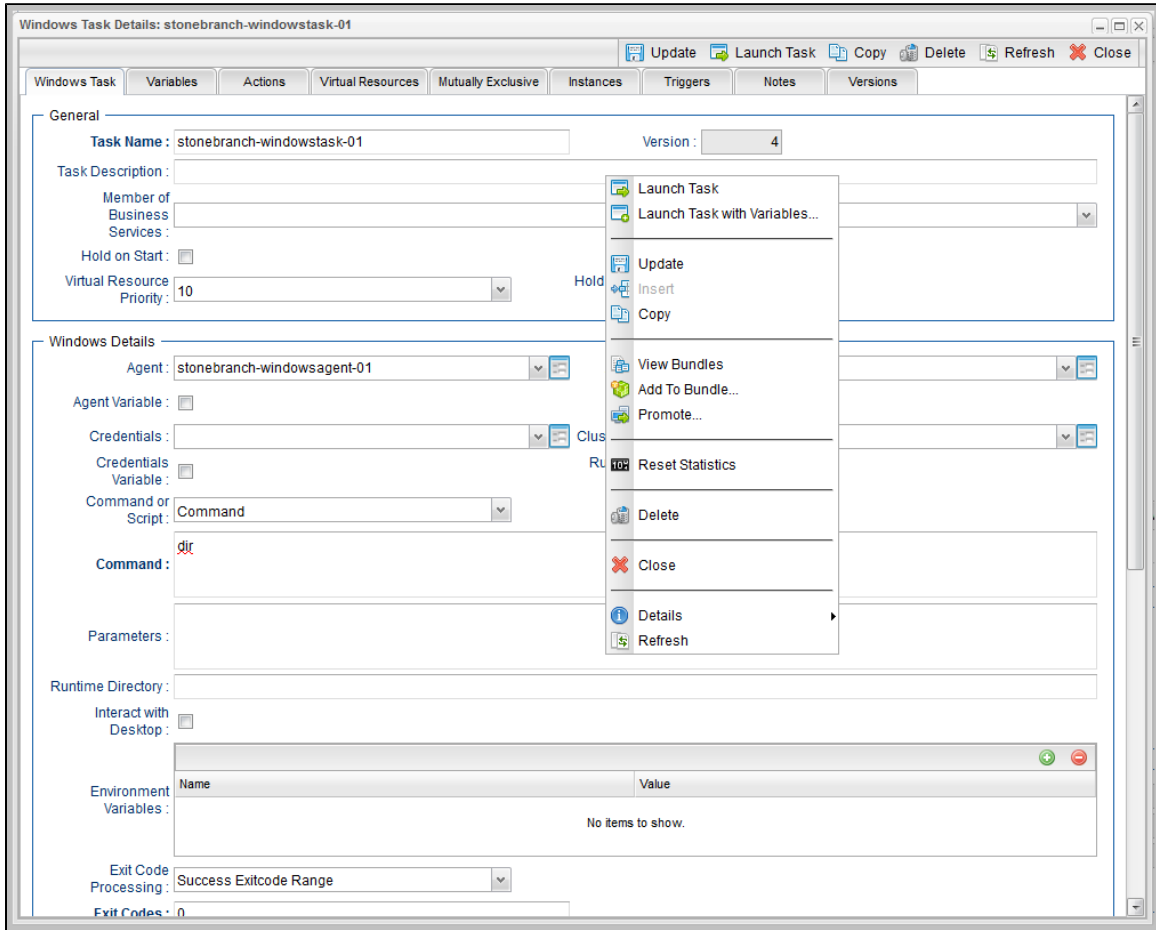 Windows Task Details: stonebranch-windowstask-01
Update Launch Task Copy Delete Refresh Close
Windows Task Variables Actions Virtual Resources Mutually Exclusive Instances Triggers Notes Versions
General
Task Name : stonebranch-windowstask-01 Version : 4
Task Description :
Launch Task
Member of
Business
Services :
Launch Task with Variables...
Hold on Start :
Update
Virtual Resource
Priority : 10 Hold
Insert
Copy
Windows Details
Agent : stonebranch-windowsagent-01
View Bundles
Agent Variable :
Add To Bundle...
Promote...
Credentials : Clus
Credentials
Variable :
Ru
Reset Statistics
Command or
Script : Command
Delete
dir
Command :
Close
Details
Parameters :
Refresh
Runtime Directory :
Interact with
Desktop :
Environment
Variables :
Name Value
No items to show.
Exit Code
Processing : Success Exitcode Range
Exit Codes : 0